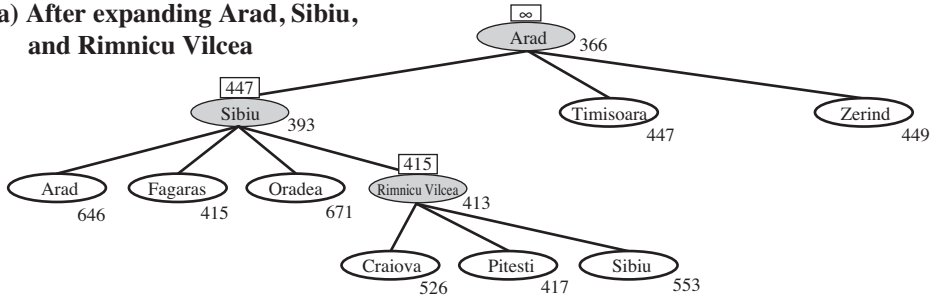 a) After expanding Arad, Sibiu,
and Rimnicu Vilcea
∞
Arad
366
447
Sibiu
393
Timisoara
447
Zerind
449
Arad
646
Fagaras
415
Oradea
671
415
Rimnicu Vilcea
413
Craiova
526
Pitesti
417
Sibiu
553